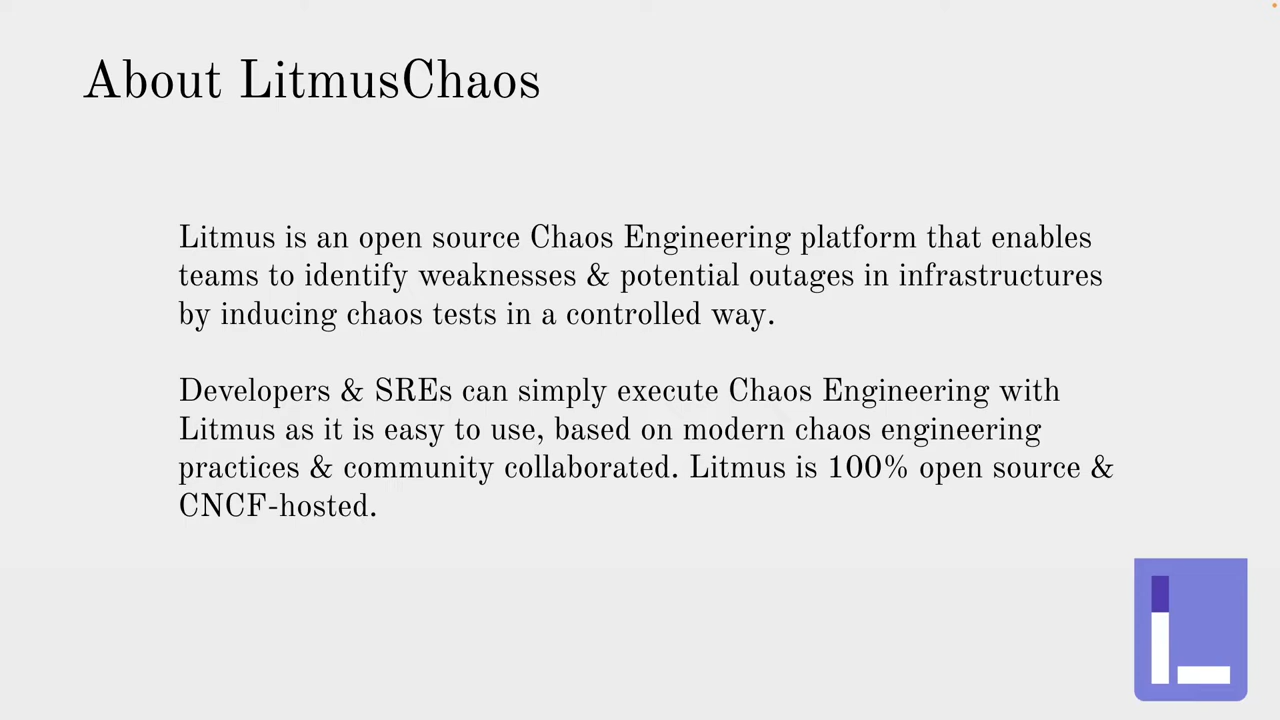 About LitmusChaos
Litmus is an open source Chaos Engineering platform that enables
teams to identify weaknesses & potential outages in infrastructures
by inducing chaos tests in a controlled way.
Developers & SREs can simply execute Chaos Engineering with
Litmus as it is easy to use, based on modern chaos engineering
practices & community collaborated. Litmus is 100% open source &
CNCF-hosted.